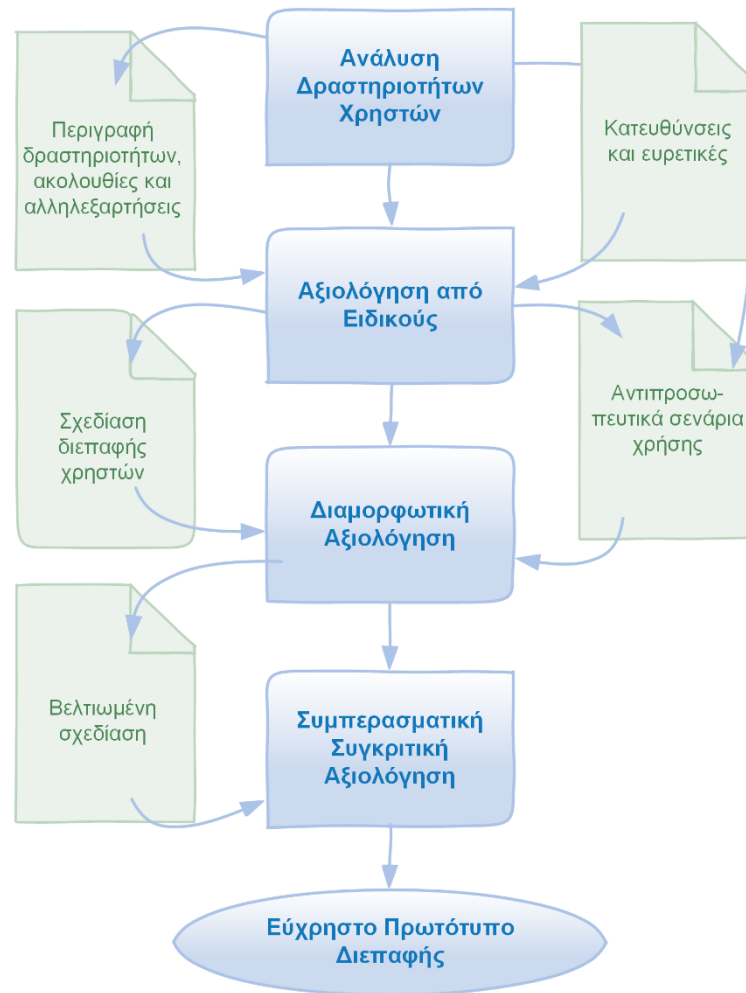 Ανάλυση
Δραστηριοτήτων
Χρηστών
Περιγραφή
δραστηριοτήτων,
ακολουθίες και
αλληλεξαρτήσεις
Κατευθύνσεις
και ευρετικές
Αξιολόγηση από
Ειδικούς
Σχεδίαση
διεπαφής
χρηστών
Αντιπροσω-
πευτικά σενάρια
χρήσης
Διαμορφωτική
Αξιολόγηση
Βελτιωμένη
σχεδίαση
Συμπερασματική
Συγκριτική
Αξιολόγηση
Εύχρηστο Πρωτότυπο
Διεπαφής